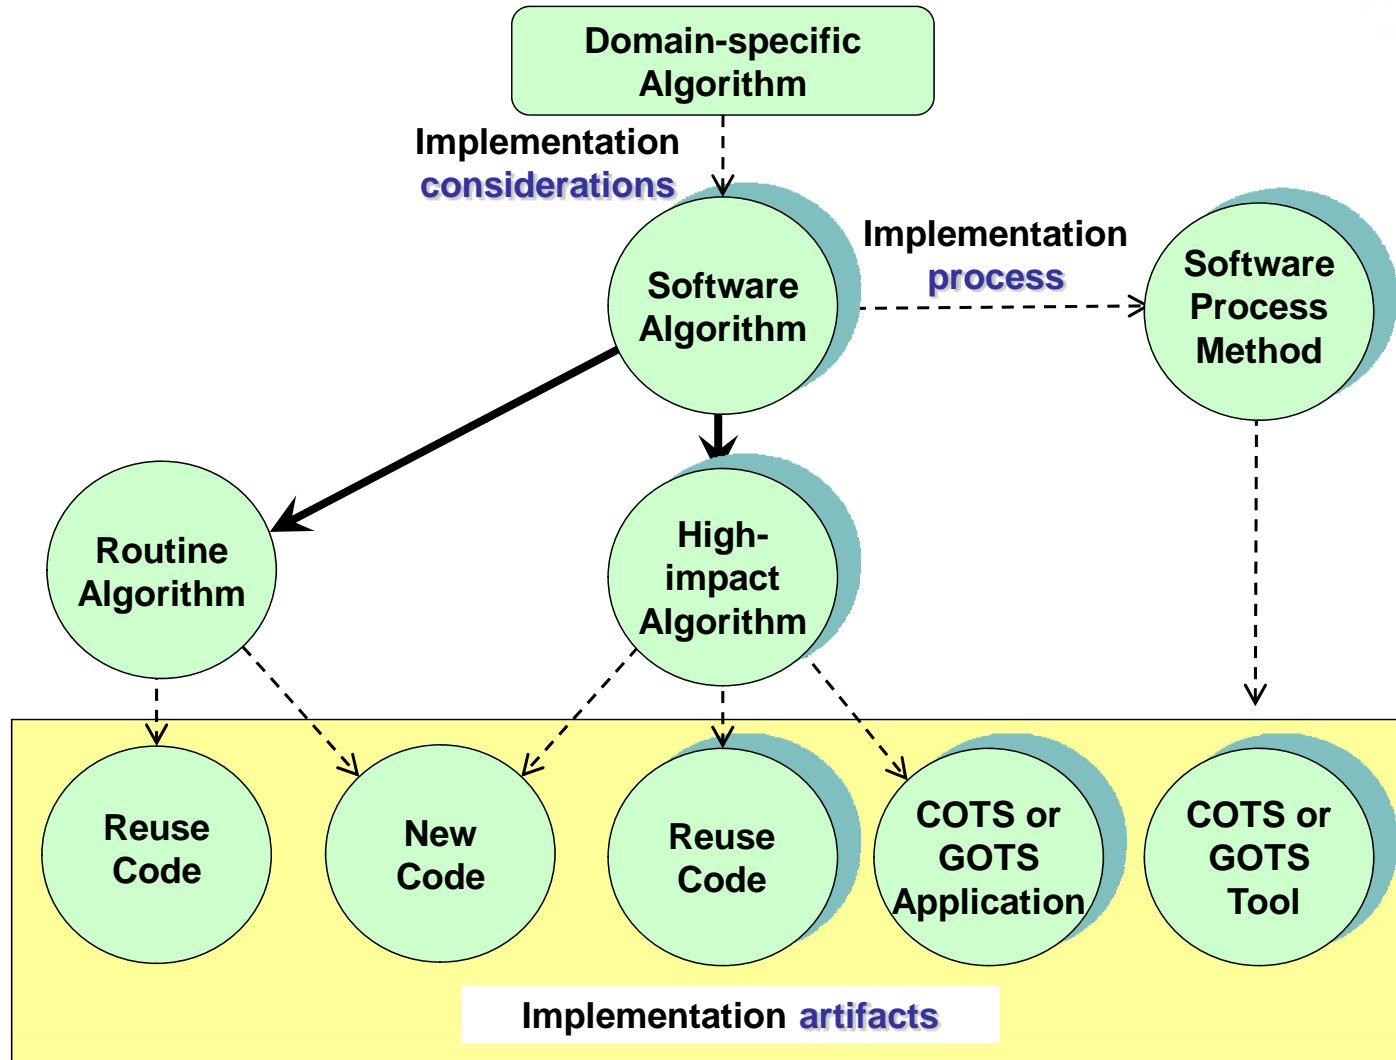 Domain-specific
Algorithm
Implementation
considerations
Implementation
process
Software
Algorithm
Software
Process
Method
Routine
Algorithm
High-
impact
Algorithm
Reuse
Code
New
Code
Reuse
Code
COTS or
GOTS
Application
COTS or
GOTS
Tool
Implementation artifacts